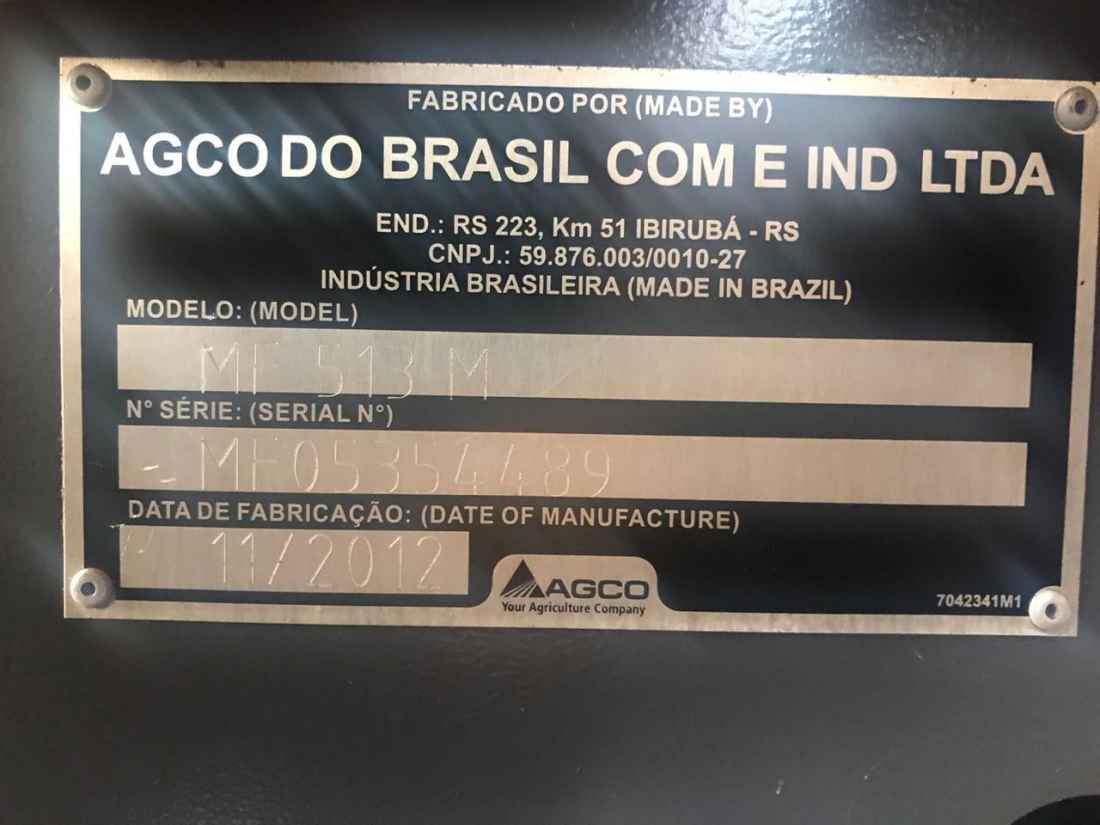 FABRICADO POR (MADE BY)
AGCO DO BRASIL COM E IND LTDA
END.: RS 223, Km 51 IBIRUBÁ - RS
CNPJ.: 59.876.003/0010-27
INDÚSTRIA BRASILEIRA (MADE IN BRAZIL)
MODELO: (MODEL)
MF 513 M
N° SÉRIE: (SERIAL N°)
- MF05354489
DATA DE FABRICAÇÃO: (DATE OF MANUFACTURE)
11/2012
AGCO
Your Agriculture Company
7042341M1